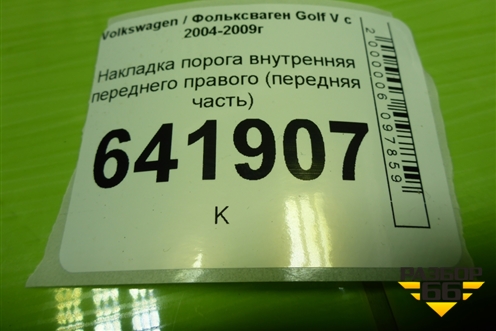 Volkswagen / Фольксваген Golf V с
2004-2009г
Накладка порога внутренняя
переднего правого (передняя
часть)
641907
К
2000006097859
РАЗБОР
66